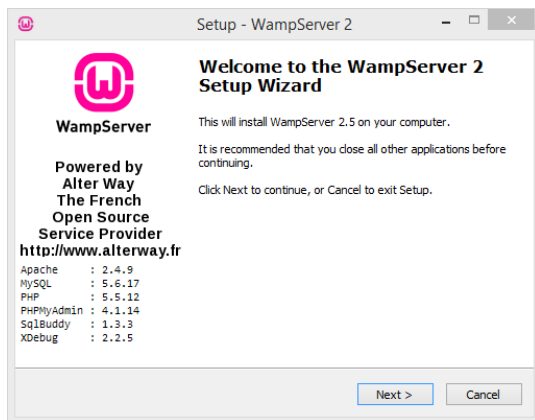 Setup - WampServer 2
WampServer
Powered by
Alter Way
The French
Open Source
Service Provider
http://www.alterway.fr
Apache : 2.4.9
MySQL : 5.6.17
PHP : 5.5.12
PHPMyAdmin : 4.1.14
SqlBuddy : 1.3.3
XDebug : 2.2.5
Welcome to the WampServer 2
Setup Wizard
This will install WampServer 2.5 on your computer.
It is recommended that you close all other applications before
continuing.
Click Next to continue, or Cancel to exit Setup.
Next >
Cancel